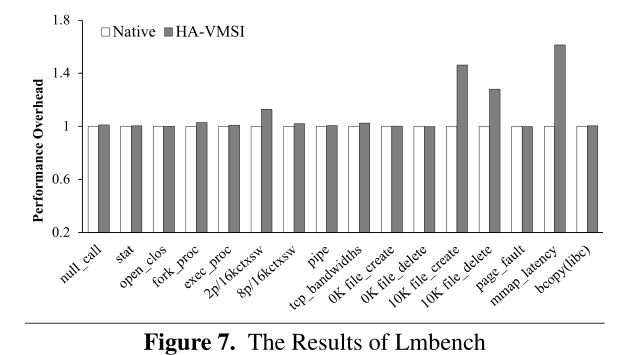 1.8
Native HA-VMSI
1.4
1
0.6
0.2
Performance Overhead
null_call
stat
open_clos
fork_proc
exec_proc
2p/16kctxsw
8p/16kctxsw
pipe
tcp_bandwidths
0K file_create
0K file_delete
10K file_create
10K file_delete
page_fault
mmap_latency
bcopy(libc)
Figure 7. The Results of Lmbench